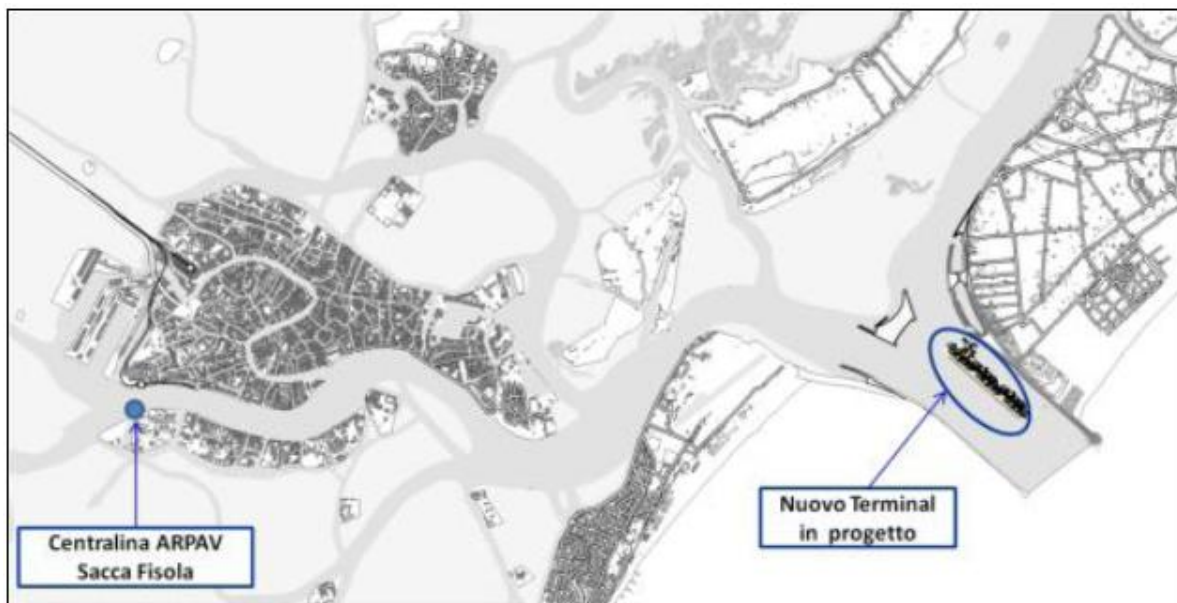 Centralina ARPAV
Sacca Fisola
Nuovo Terminal
in progetto